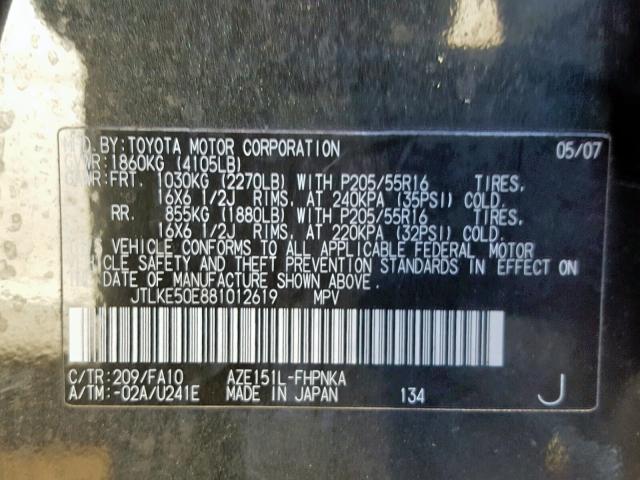 MFD.BY:TOYOTA MOTOR CORPORATION 05/07
GVWR:1860KG (4105LB)
GAWR:FRT. 1030KG (2270LB) WITH P205/55R16 TIRES,
16X6 1/2J RIMS, AT 240KPA (35PSI) COLD.
RR. 855KG (1880LB) WITH P205/55R16 TIRES,
16X6 1/2J RIMS, AT 220KPA (32PSI) COLD.
THIS VEHICLE CONFORMS TO ALL APPLICABLE FEDERAL MOTOR
VEHICLE SAFETY AND THEFT PREVENTION STANDARDS IN EFFECT ON
THE DATE OF MANUFACTURE SHOWN ABOVE.
JTLKE50E881012619 MPV
C/TR:209/FA10 AZE151L-FHPNKA
A/TM:-02A/U241E MADE IN JAPAN 134 J